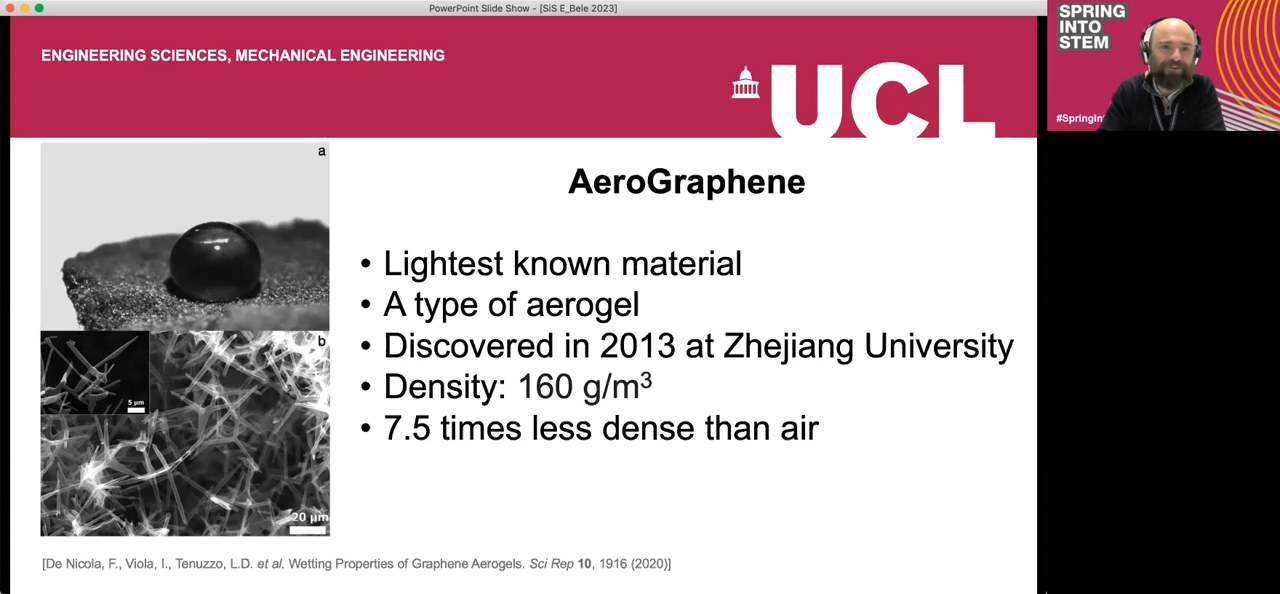 PowerPoint Slide Show - [SiS E_Bele 2023]
ENGINEERING SCIENCES, MECHANICAL ENGINEERING
UCL
SPRING
INTO
STEM
#SpringIn
a
AeroGraphene
• Lightest known material
• A type of aerogel
• Discovered in 2013 at Zhejiang University
• Density: 160 g/m³
• 7.5 times less dense than air
b
5 µm
20 µm
[De Nicola, F., Viola, I., Tenuzzo, L.D. et al. Wetting Properties of Graphene Aerogels. Sci Rep 10, 1916 (2020)]